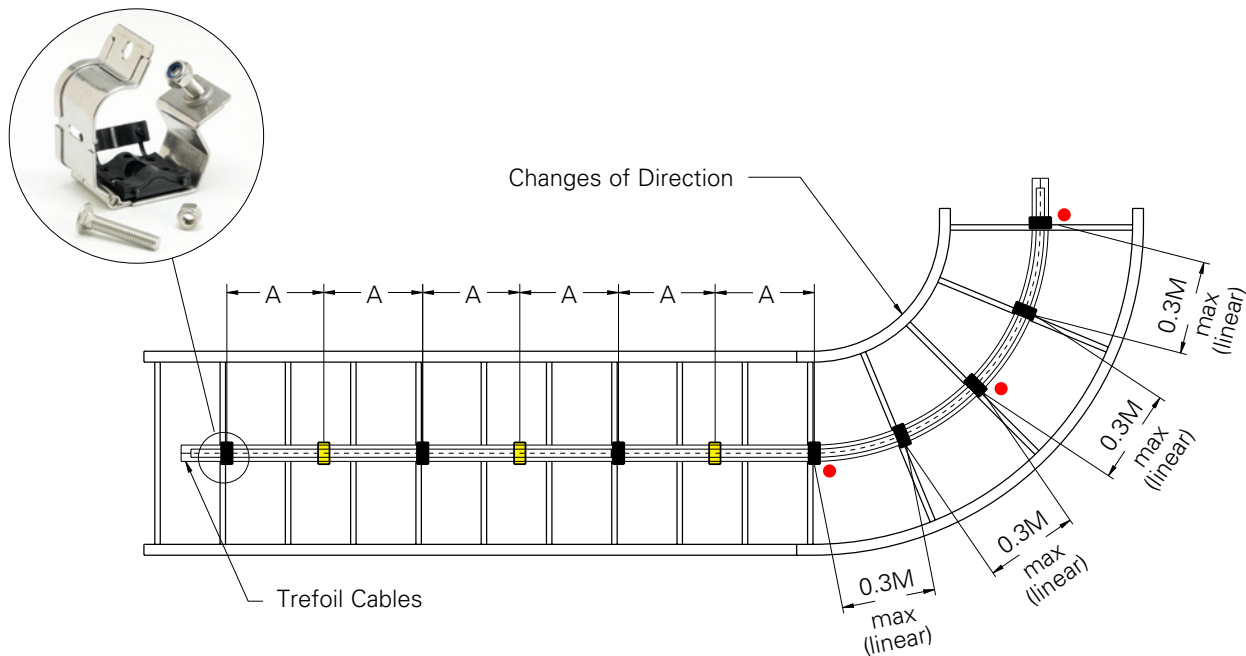 Changes of Direction
A
A
A
A
A
A
0.3M
max
(linear)
0.3M
max
(linear)
0.3M
max
(linear)
0.3M
max
(linear)
Trefoil Cables